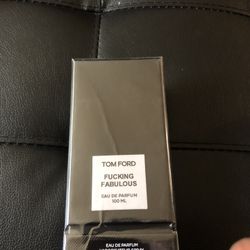 TOM FORD
FUCKING
FABULOUS
EAU DE PARFUM
100 ML
EAU DE PARFUM